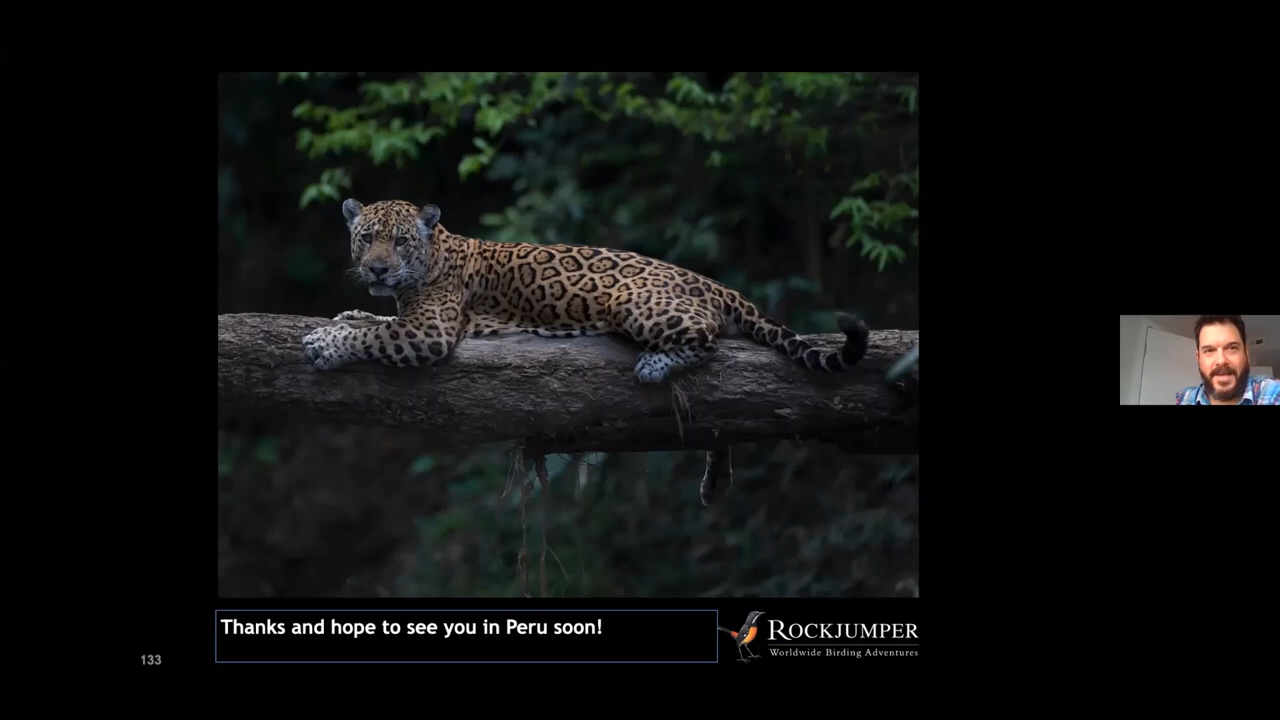 Thanks and hope to see you in Peru soon!
ROCKJUMPER
Worldwide Birding Adventures
133